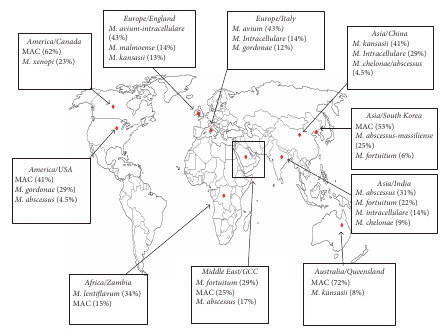 America/Canada
MAC (62%)
M. xenopi (23%)
Europe/England
M. avium-intracellulare
(43%)
M. malmoense (14%)
M. kansasii (13%)
Europe/Italy
M. avium (43%)
M. Intracellulare (14%)
M. gordonae (12%)
Asia/China
M. kansasii (41%)
M. Intracellulare (29%)
M. chelonae/abscessus
(4.5%)
Asia/South Korea
MAC (53%)
M. abscessus-massiliense
(25%)
M. fortuitum (6%)
America/USA
MAC (41%)
M. gordonae (29%)
M. abscessus (4.5%)
Asia/India
M. abscessus (31%)
M. fortuitum (22%)
M. intracellulare (14%)
M. chelonae (9%)
Africa/Zambia
M. lentiflavum (34%)
MAC (15%)
Middle East/GCC
M. fortuitum (29%)
MAC (25%)
M. abscessus (17%)
Australia/Queensland
MAC (72%)
M. kansasii (8%)